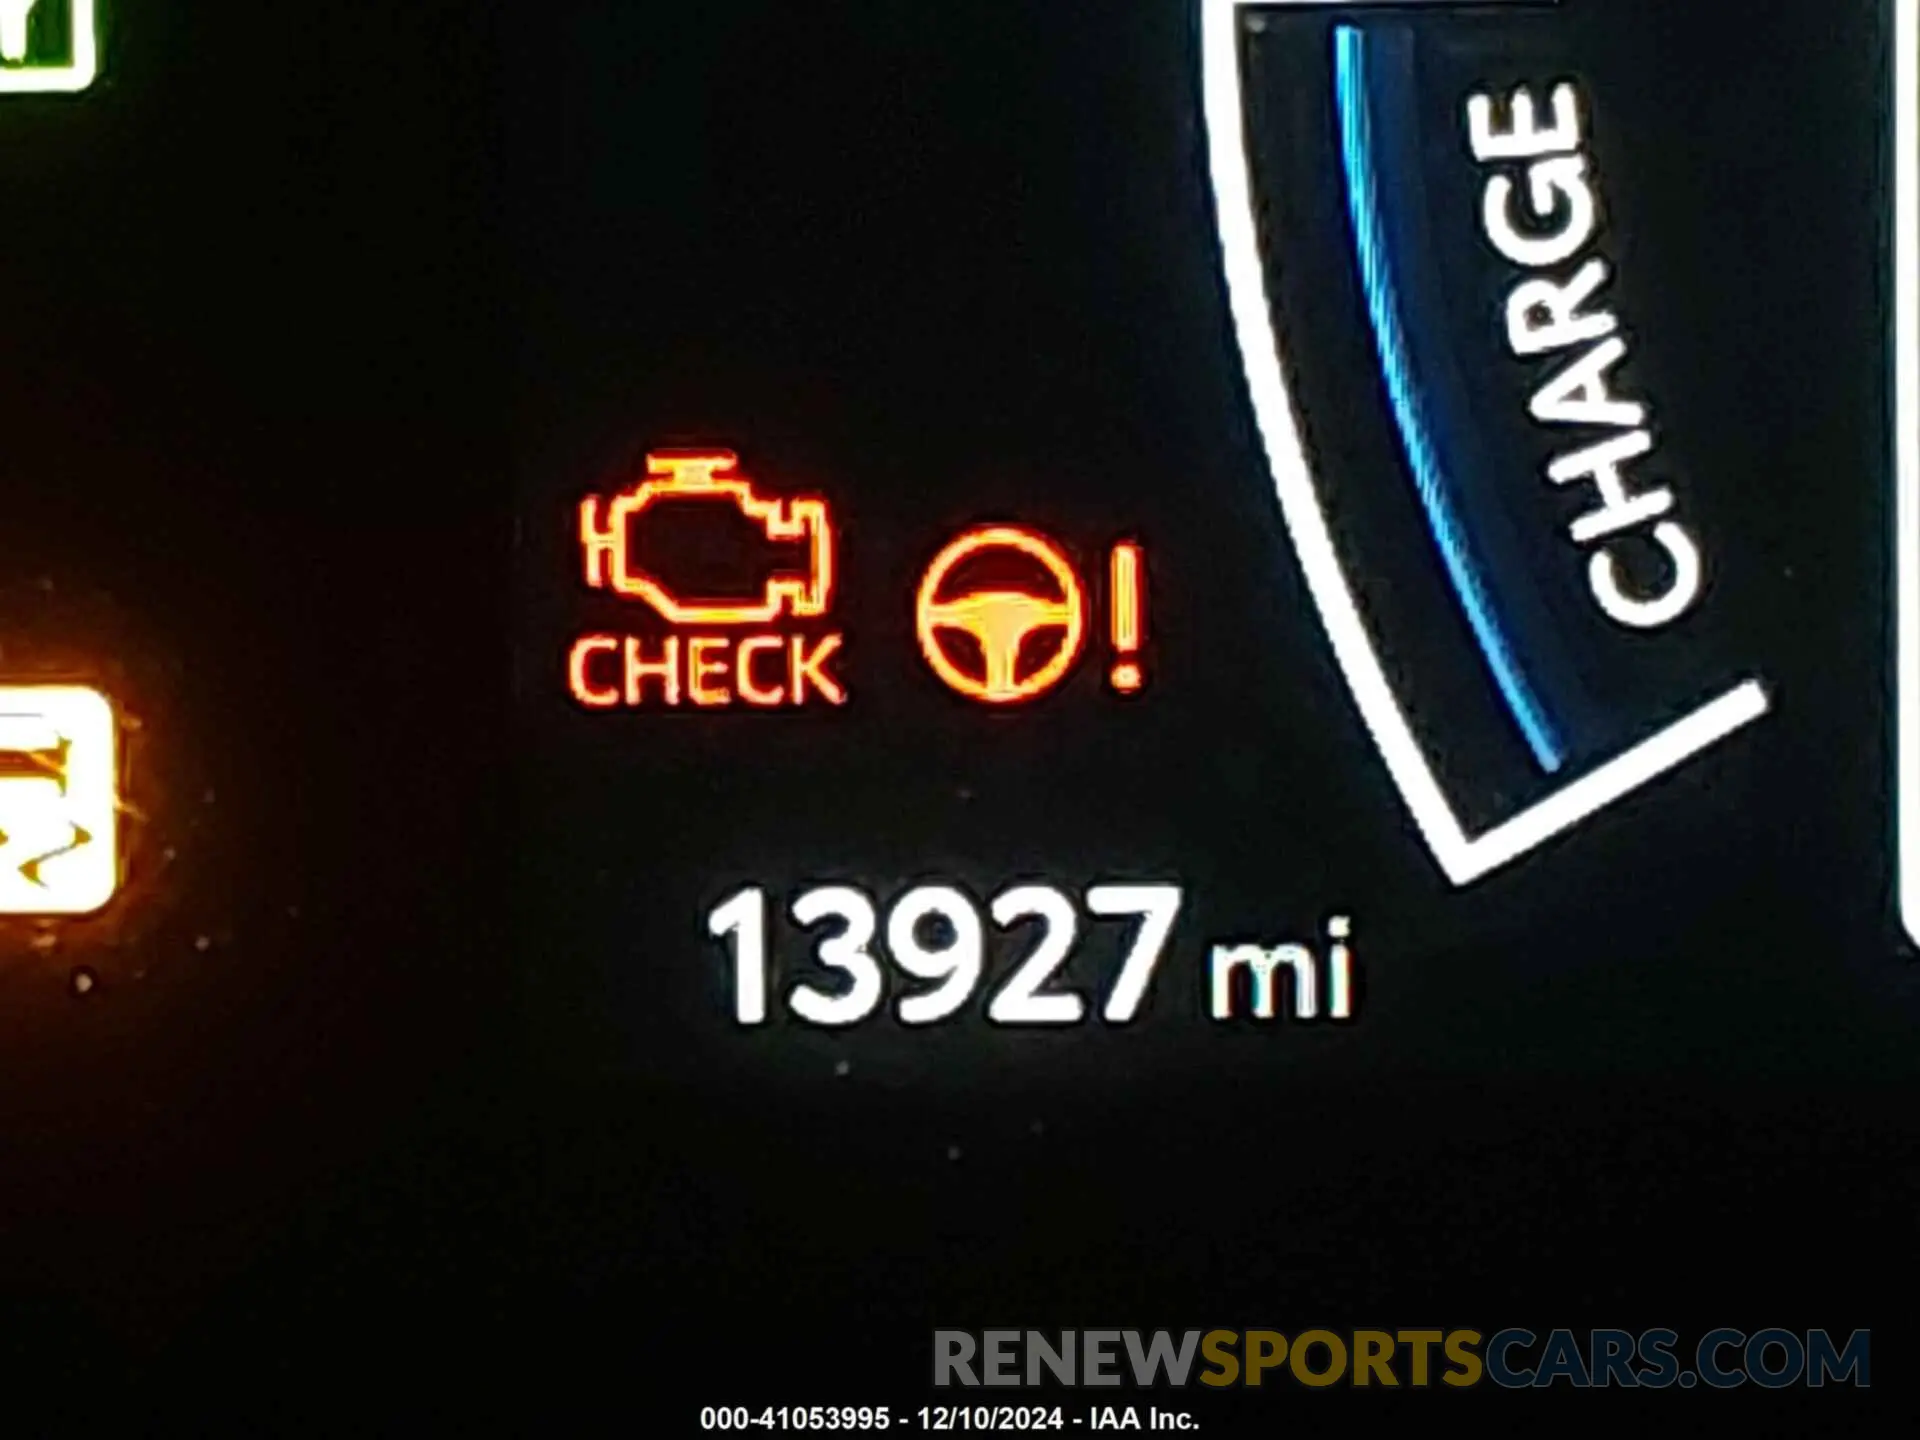 CHARGE
CHECK
!
13927 mi
RENEWSPORTSCARS.COM
000-41053995 - 12/10/2024 - IAA Inc.